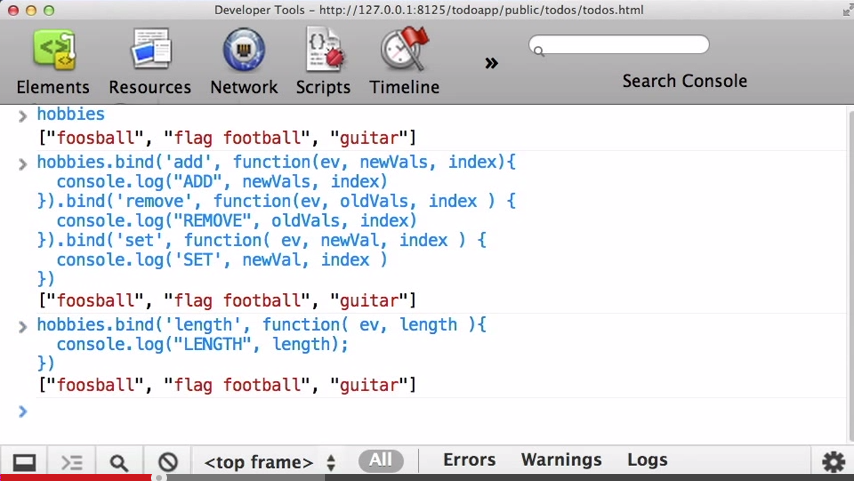 Developer Tools - http://127.0.0.1:8125/todoapp/public/todos/todos.html
Elements Resources Network Scripts Timeline » Search Console
> hobbies
["foosball", "flag football", "guitar"]
> hobbies.bind('add', function(ev, newVals, index){
console.log("ADD", newVals, index)
}).bind('remove', function(ev, oldVals, index ) {
console.log("REMOVE", oldVals, index)
}).bind('set', function( ev, newVal, index ) {
console.log('SET', newVal, index )
})
["foosball", "flag football", "guitar"]
> hobbies.bind('length', function( ev, length ){
console.log("LENGTH", length);
})
["foosball", "flag football", "guitar"]
>
<top frame> All Errors Warnings Logs